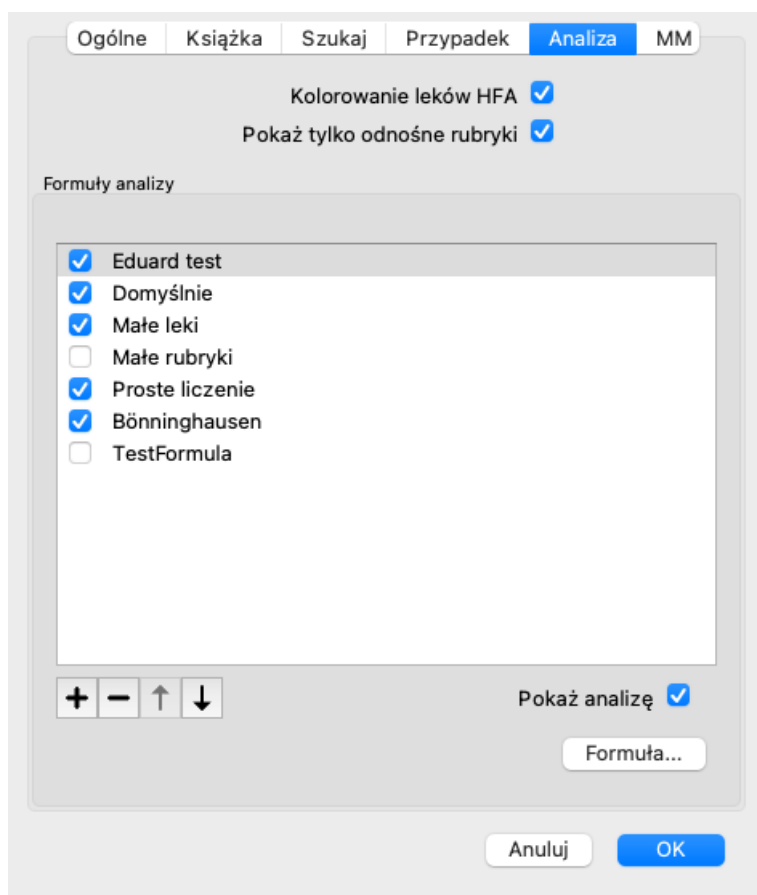 Ogólne Książka Szukaj Przypadek Analiza MM
Kolorowanie leków HFA
Pokaż tylko odnośne rubryki
Formuły analizy
Eduard test
Domyślnie
Małe leki
Małe rubryki
Proste liczenie
Bönninghausen
TestFormula
Pokaż analizę
Formuła...
Anuluj OK